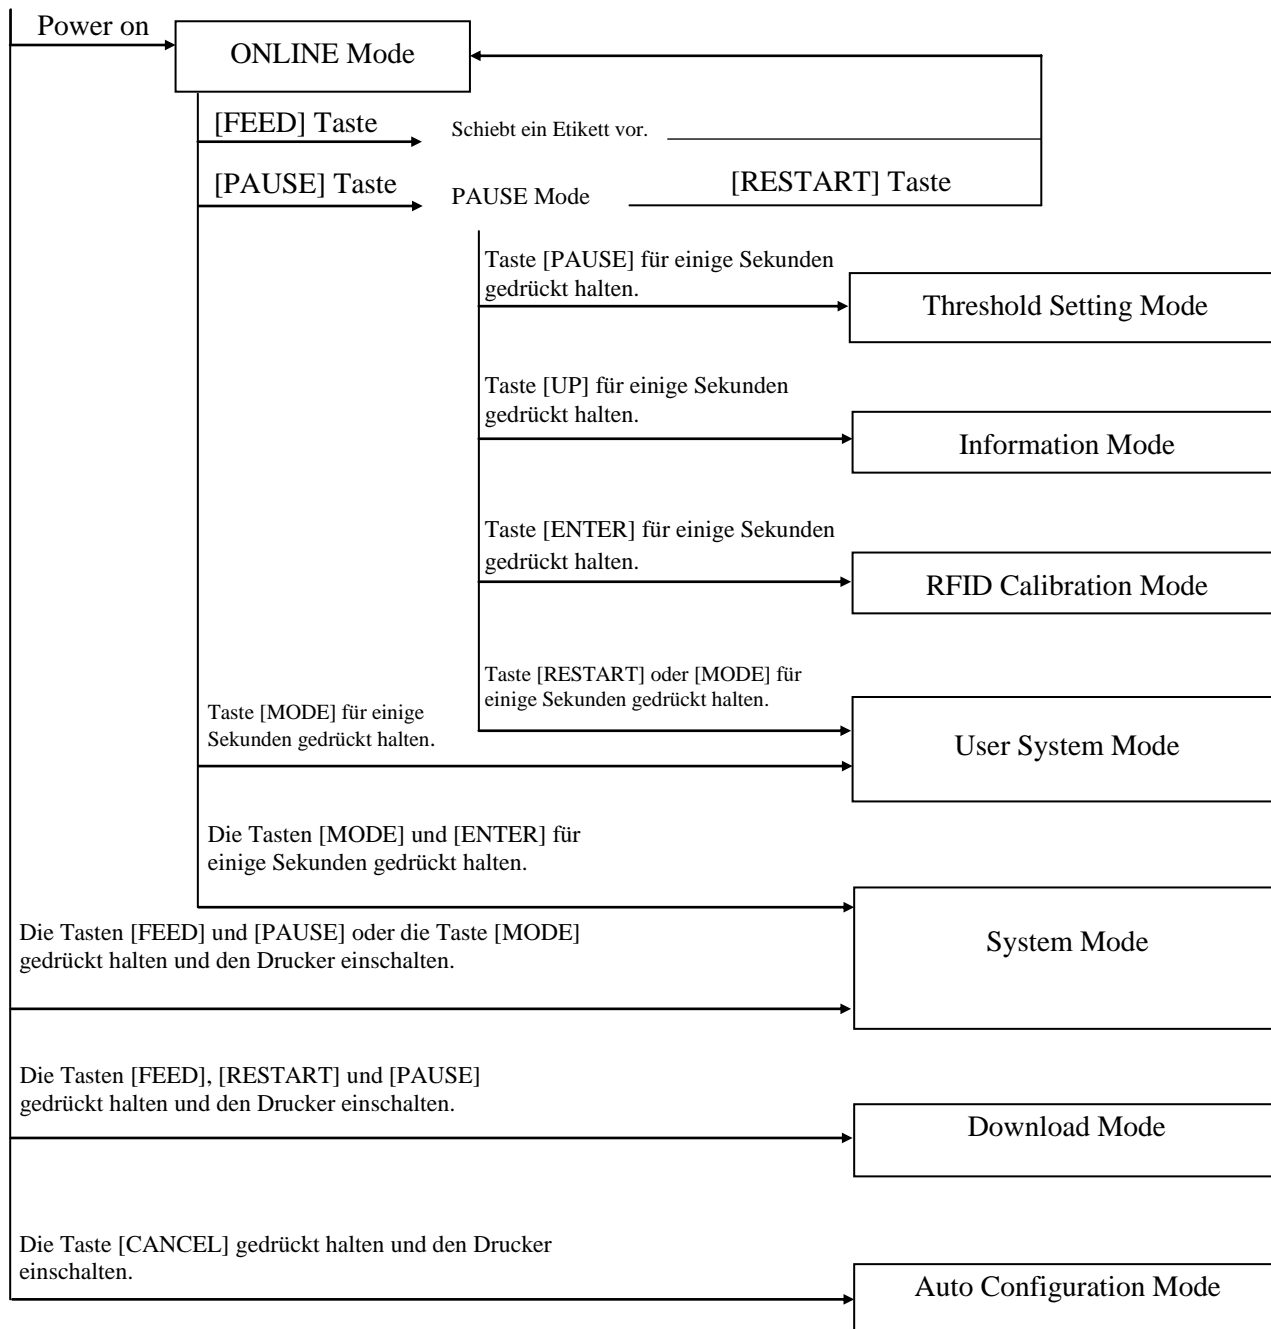 Power on
ONLINE Mode
[FEED] Taste
Schiebt ein Etikett vor.
[PAUSE] Taste
PAUSE Mode
[RESTART] Taste
Taste [PAUSE] für einige Sekunden
gedrückt halten.
Threshold Setting Mode
Taste [UP] für einige Sekunden
gedrückt halten.
Information Mode
Taste [ENTER] für einige Sekunden
gedrückt halten.
RFID Calibration Mode
Taste [RESTART] oder [MODE] für
einige Sekunden gedrückt halten.
Taste [MODE] für einige
Sekunden gedrückt halten.
User System Mode
Die Tasten [MODE] und [ENTER] für
einige Sekunden gedrückt halten.
Die Tasten [FEED] und [PAUSE] oder die Taste [MODE]
gedrückt halten und den Drucker einschalten.
System Mode
Die Tasten [FEED], [RESTART] und [PAUSE]
gedrückt halten und den Drucker einschalten.
Download Mode
Die Taste [CANCEL] gedrückt halten und den Drucker
einschalten.
Auto Configuration Mode